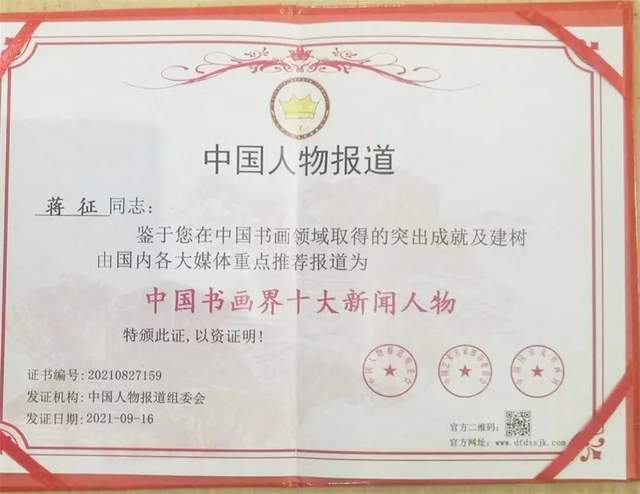 中国人物报道
蒋征同志：
鉴于您在中国书画领域取得的突出成就及建树
由国内各大媒体重点推荐报道为
中国书画界十大新闻人物
特颁此证，以资证明！
证书编号：20210827159
发证机构：中国人物报道组委会
发证日期：2021-09-16
官方二维码：
官方网址：www.dfdssjk.com